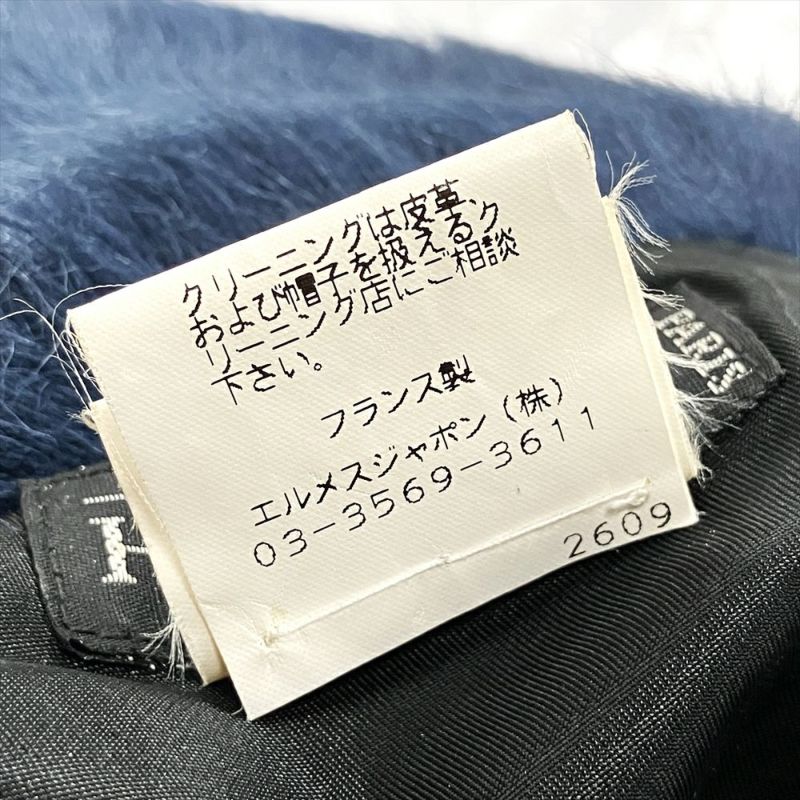 クリーニングは皮革、
および帽子を扱えるク
リーニング店にご相談
下さい。
フランス製
エルメスジャポン(株)
03-3569-3611
2609
PARIS